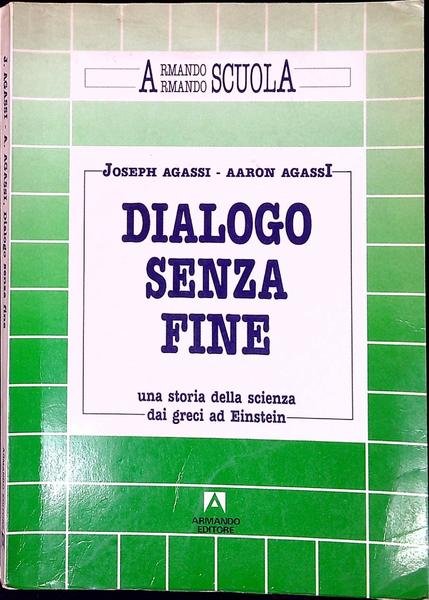 ARMANDO SCUOLA
ARMANDO
JOSEPH AGASSI - AARON AGASSI
DIALOGO
SENZA
FINE
una storia della scienza
dai greci ad Einstein
ARMANDO
EDITORE
J. AGASSI - A. AGASSI. Dialogo senza fine